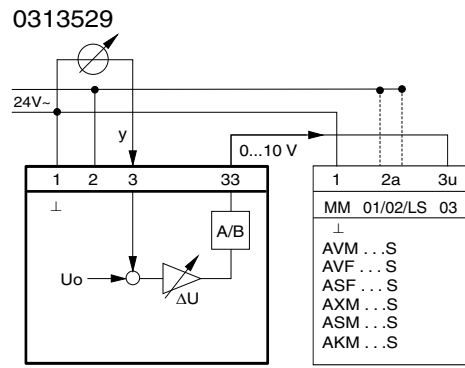 0313529
24V~
y
0...10 V
1 2 3 33
1 2a 3u
⊥
A/B
Uo
ΔU
MM 01/02/LS 03
⊥
AVM . . .S
AVF . . .S
ASF . . .S
AXM . . .S
ASM . . .S
AKM . . .S